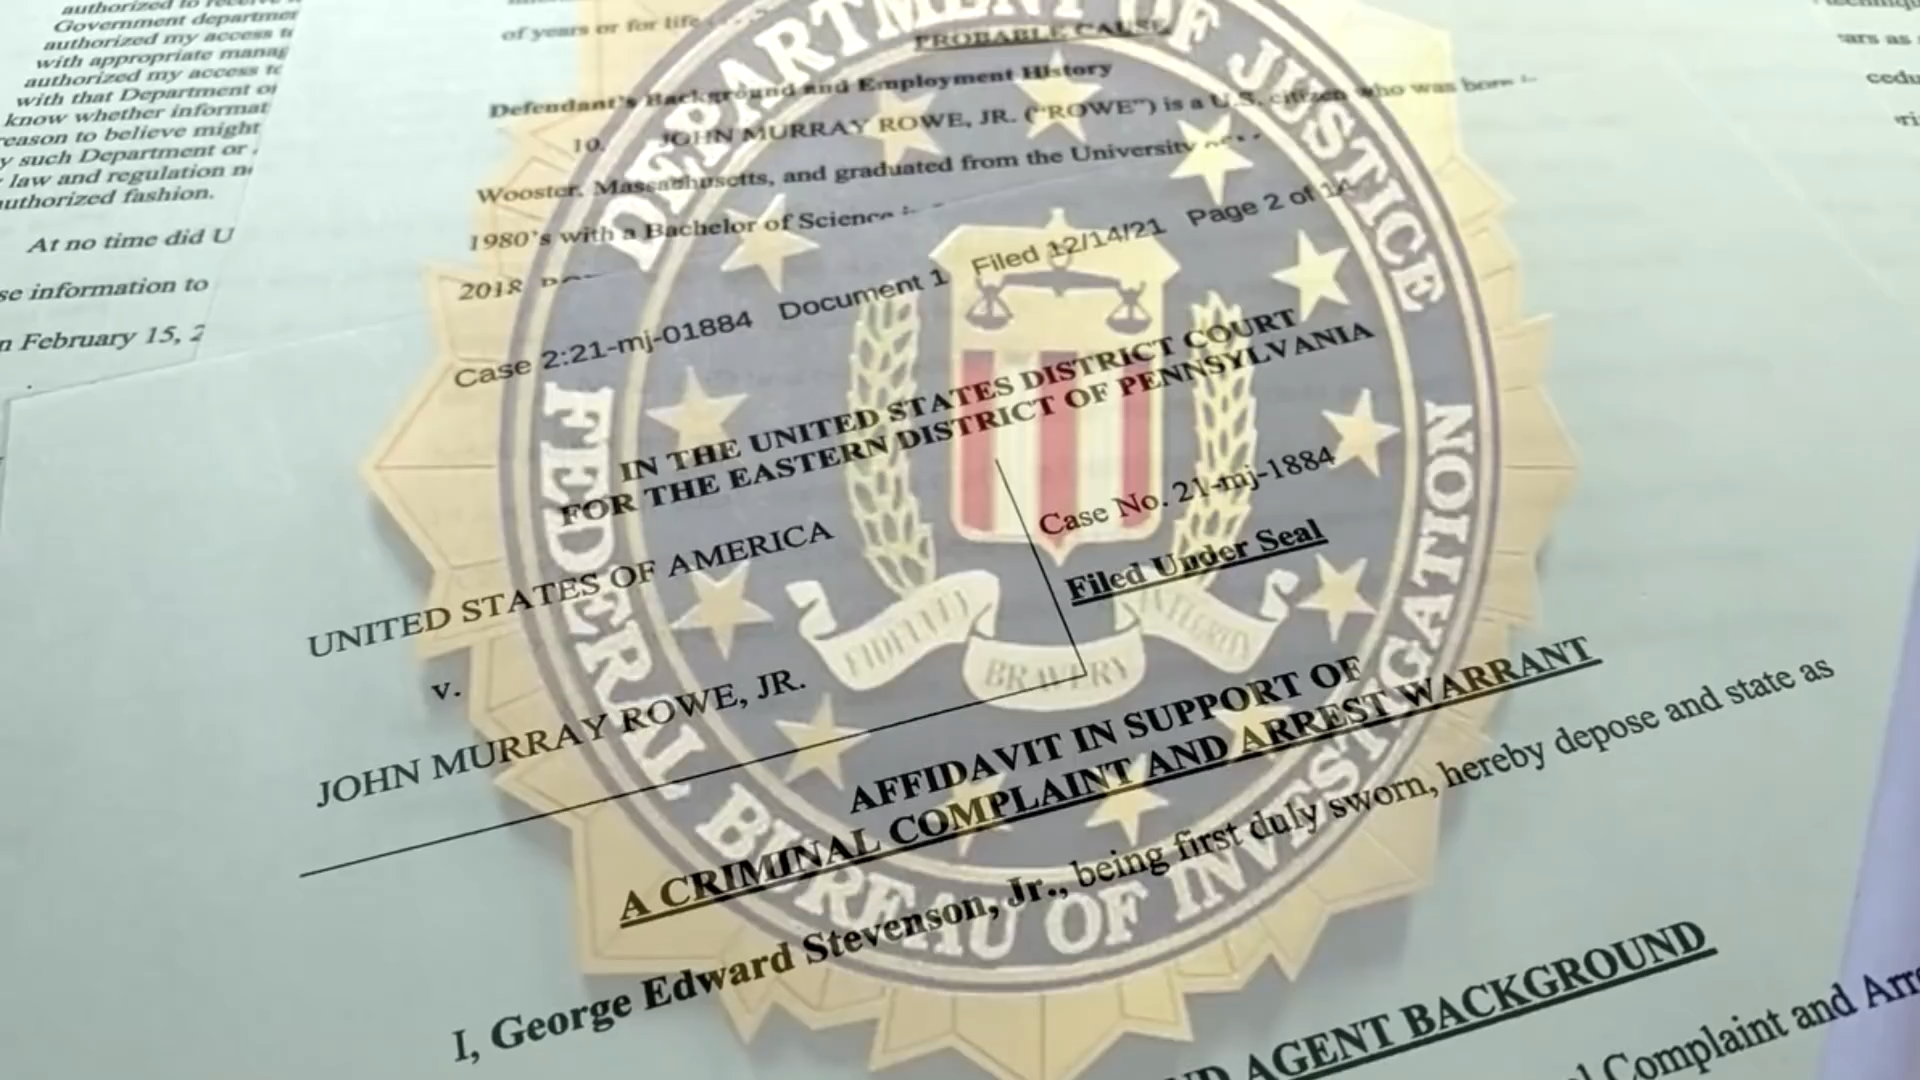 authorized to receive
Government departmen
authorized my access to
with appropriate manag
authorized my access to
with that Department or
know whether informat
reason to believe might
y such Department or
law and regulation
authorized fashion.
At no time did U
se information to
n February 15, 2
of years or for life
PROBABLE CAUSE
Defendant's Background and Employment History
10. JOHN MURRAY ROWE, JR. ("ROWE") is a U.S. citizen who was born
Wooster, Massachusetts, and graduated from the University
1980's with a Bachelor of Science
2018
Case 2:21-mj-01884 Document 1 Filed 12/14/21 Page 2 of 14
IN THE UNITED STATES DISTRICT COURT
FOR THE EASTERN DISTRICT OF PENNSYLVANIA
UNITED STATES OF AMERICA
v.
JOHN MURRAY ROWE, JR.
Case No. 21-mj-1884
Filed Under Seal
AFFIDAVIT IN SUPPORT OF
A CRIMINAL COMPLAINT AND ARREST WARRANT
I, George Edward Stevenson, Jr., being first duly sworn, hereby depose and state as
AGENT BACKGROUND
Complaint and Arre
DEPARTMENT OF JUSTICE
FEDERAL BUREAU OF INVESTIGATION
FIDELITY
BRAVERY
INTEGRITY